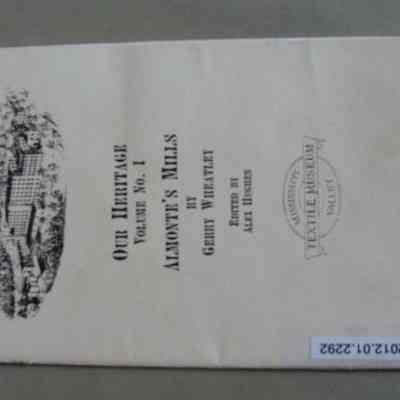 OUR HERITAGE
VOLUME NO. 1
ALMONTE'S MILLS
BY
GERRY WHEATLEY
EDITED BY
ALEX HUGHES
MISSISSIPPI
TEXTILE MUSEUM
VALLEY
2012.01.2292